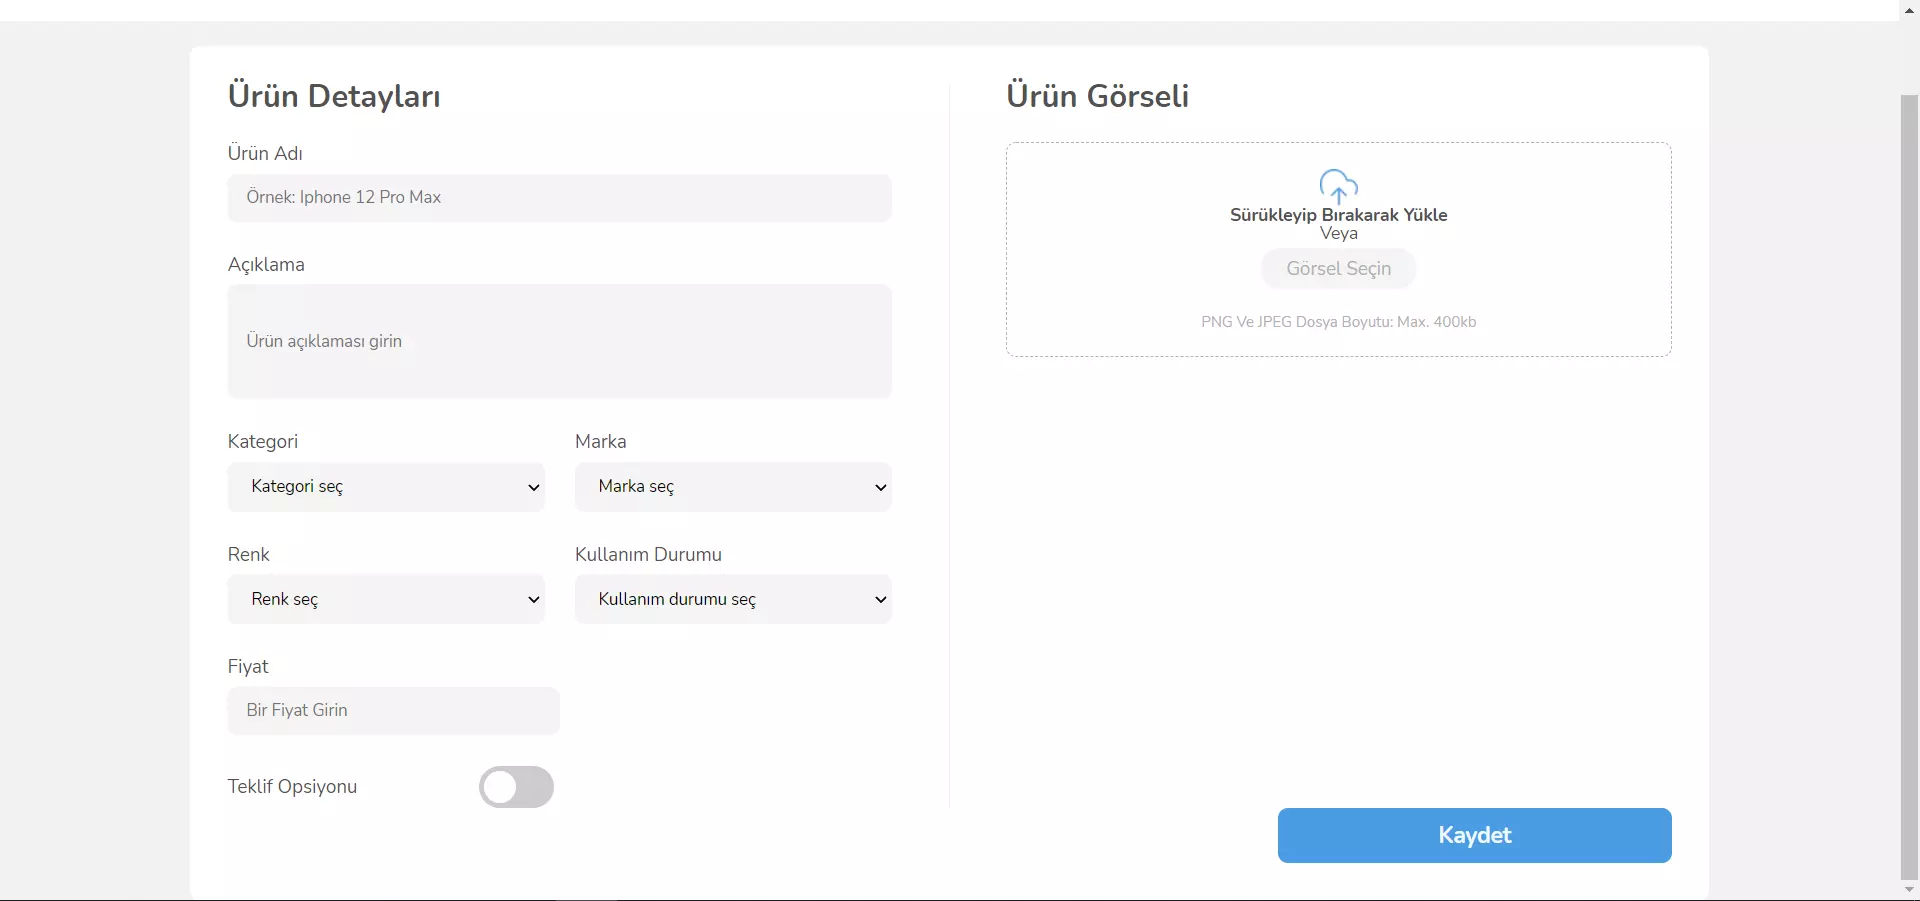 Ürün Detayları
Ürün Adı
Örnek: Iphone 12 Pro Max
Açıklama
Ürün açıklaması girin
Kategori
Marka
Kategori seç
Marka seç
Renk
Kullanım Durumu
Renk seç
Kullanım durumu seç
Fiyat
Bir Fiyat Girin
Teklif Opsiyonu
Ürün Görseli
Sürükleyip Bırakarak Yükle
Veya
Görsel Seçin
PNG Ve JPEG Dosya Boyutu: Max. 400kb
Kaydet